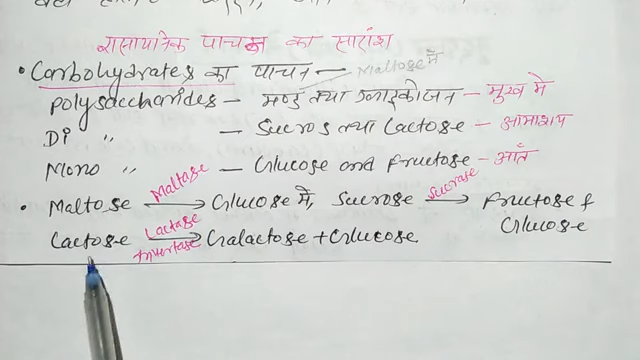 रासायनिक पाचन का सारांश
• Carbohydrates का पाचन — Maltose में
Polysaccharides — मण्ड तथा ग्लाइकोजन — मुख में
Di " — Sucros तथा Lactose — आमाशय
Mono " — Glucose and fructose — आँत
• Maltose Maltase → Glucose में, Sucrose Sucrase → fructose +
Glucose
Lactose Lactase Invertase → Galactose + Glucose